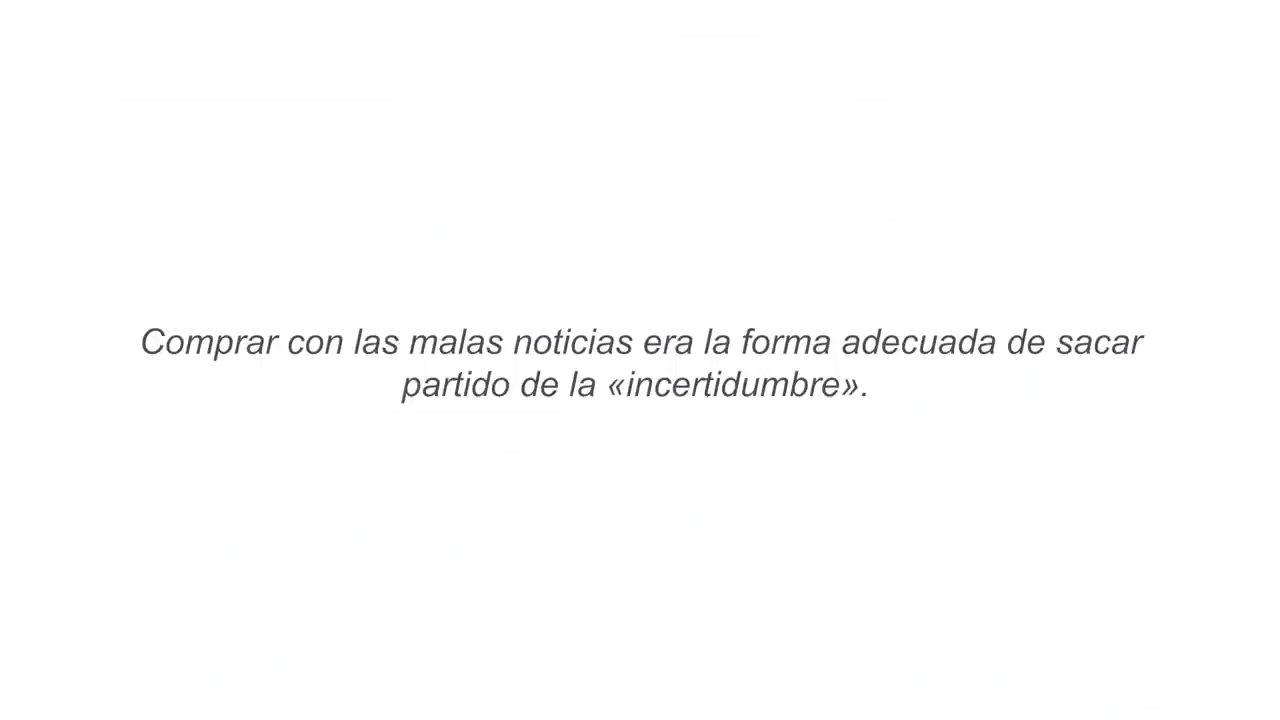 Comprar con las malas noticias era la forma adecuada de sacar
partido de la «incertidumbre».